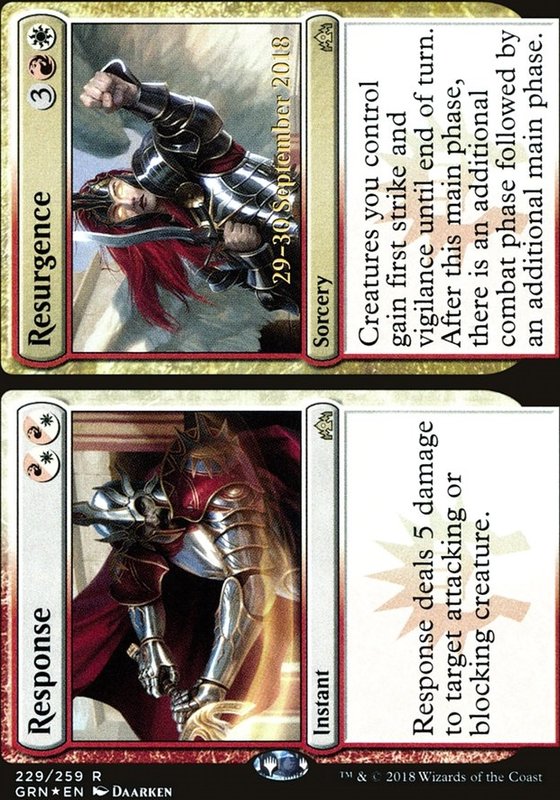 Response
Instant
Response deals 5 damage
to target attacking or
blocking creature.
Resurgence
3
29-30 September 2018
Sorcery
Creatures you control
gain first strike and
vigilance until end of turn.
After this main phase,
there is an additional
combat phase followed by
an additional main phase.
229/259 R
GRN★EN DAARKEN
™ & © 2018 Wizards of the Coast